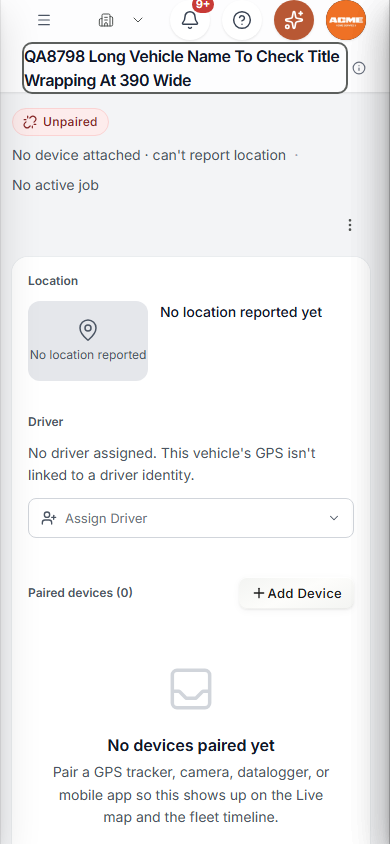 9+
ACME
QA8798 Long Vehicle Name To Check Title
Wrapping At 390 Wide
Unpaired
No device attached · can't report location ·
No active job
Location
No location reported
No location reported yet
Driver
No driver assigned. This vehicle's GPS isn't
linked to a driver identity.
Assign Driver
Paired devices (0)
Add Device
No devices paired yet
Pair a GPS tracker, camera, datalogger, or
mobile app so this shows up on the Live
map and the fleet timeline.